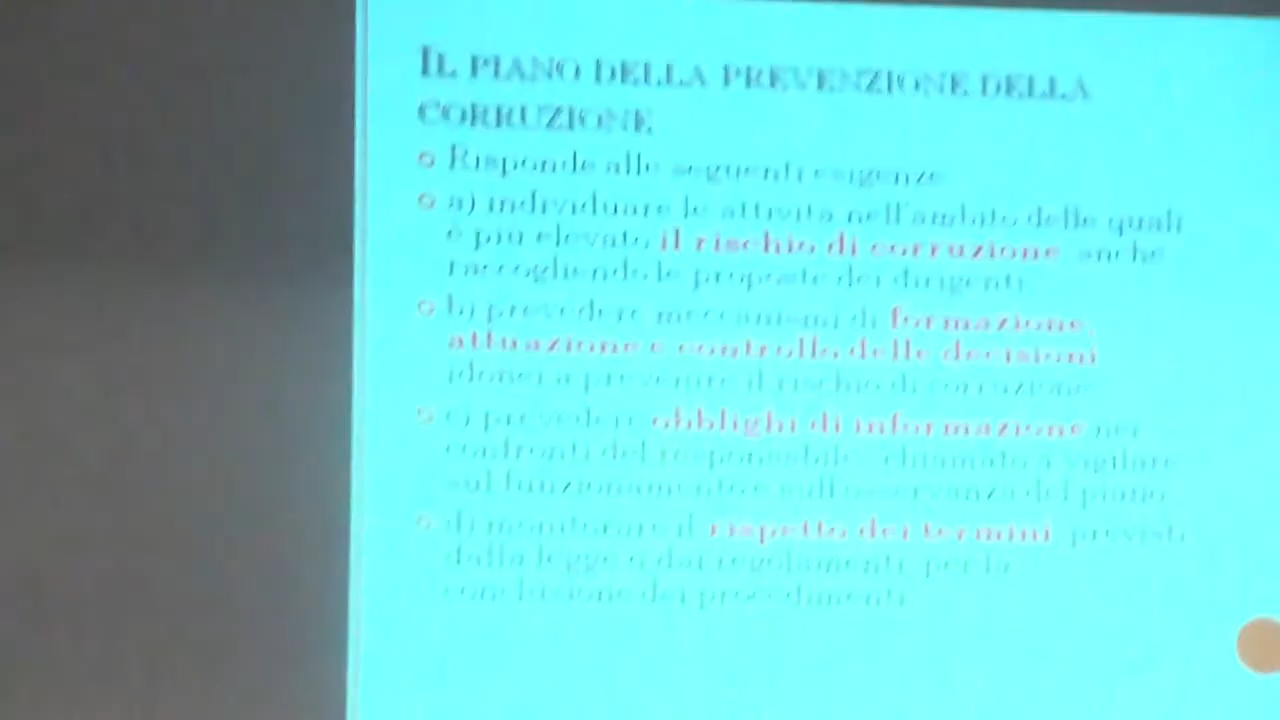 IL PIANO DELLA PREVENZIONE DELLA
CORRUZIONE
Risponde alle seguenti esigenze
a) individuare le attività nell'ambito delle quali
è più elevato il rischio di corruzione, anche
raccogliendo le proposte dei dirigenti
b) prevedere meccanismi di formazione,
attuazione e controllo delle decisioni
idonei a prevenire il rischio di corruzione
c) prevedere obblighi di informazione nei
confronti del responsabile, chiamato a vigilare
sul funzionamento e sull'osservanza del piano
d) monitorare il rispetto dei termini, previsti
dalla legge o dai regolamenti, per la
conclusione dei procedimenti